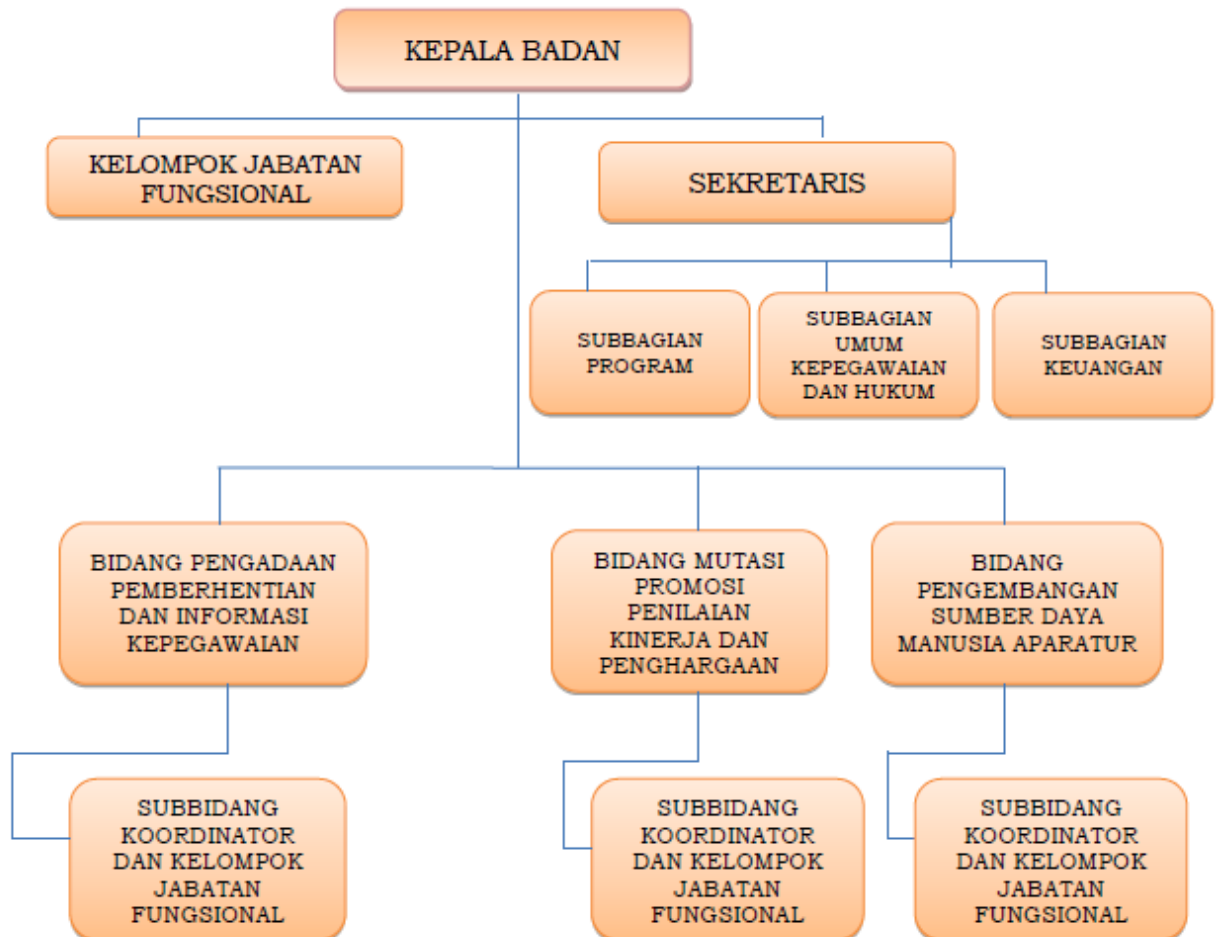 KEPALA BADAN
KELOMPOK JABATAN
FUNGSIONAL
SEKRETARIS
SUBBAGIAN
PROGRAM
SUBBAGIAN
UMUM
KEPEGAWAIAN
DAN HUKUM
SUBBAGIAN
KEUANGAN
BIDANG PENGADAAN
PEMBERHENTIAN
DAN INFORMASI
KEPEGAWAIAN
BIDANG MUTASI
PROMOSI
PENILAIAN
KINERJA DAN
PENGHARGAAN
BIDANG
PENGEMBANGAN
SUMBER DAYA
MANUSIA APARATUR
SUBBIDANG
KOORDINATOR
DAN KELOMPOK
JABATAN
FUNGSIONAL
SUBBIDANG
KOORDINATOR
DAN KELOMPOK
JABATAN
FUNGSIONAL
SUBBIDANG
KOORDINATOR
DAN KELOMPOK
JABATAN
FUNGSIONAL